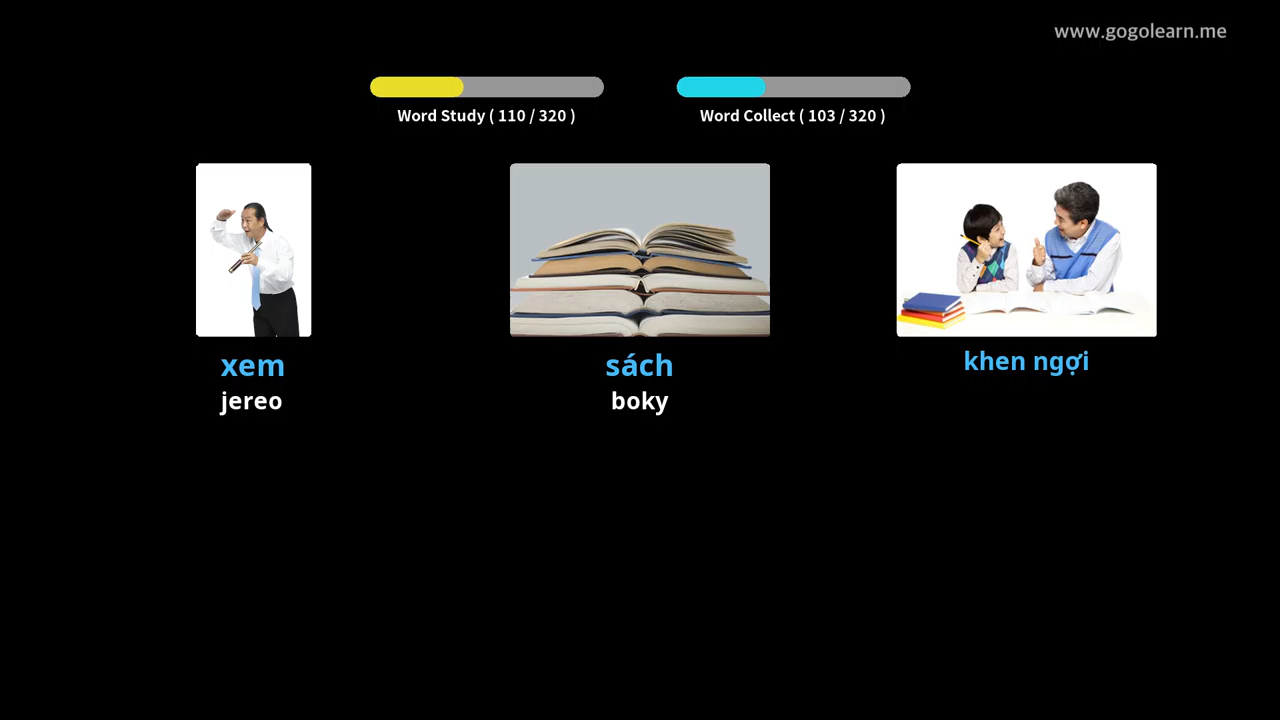 www.gogolearn.me
Word Study ( 110 / 320 )
Word Collect ( 103 / 320 )
xem
jereo
sách
boky
khen ngợi